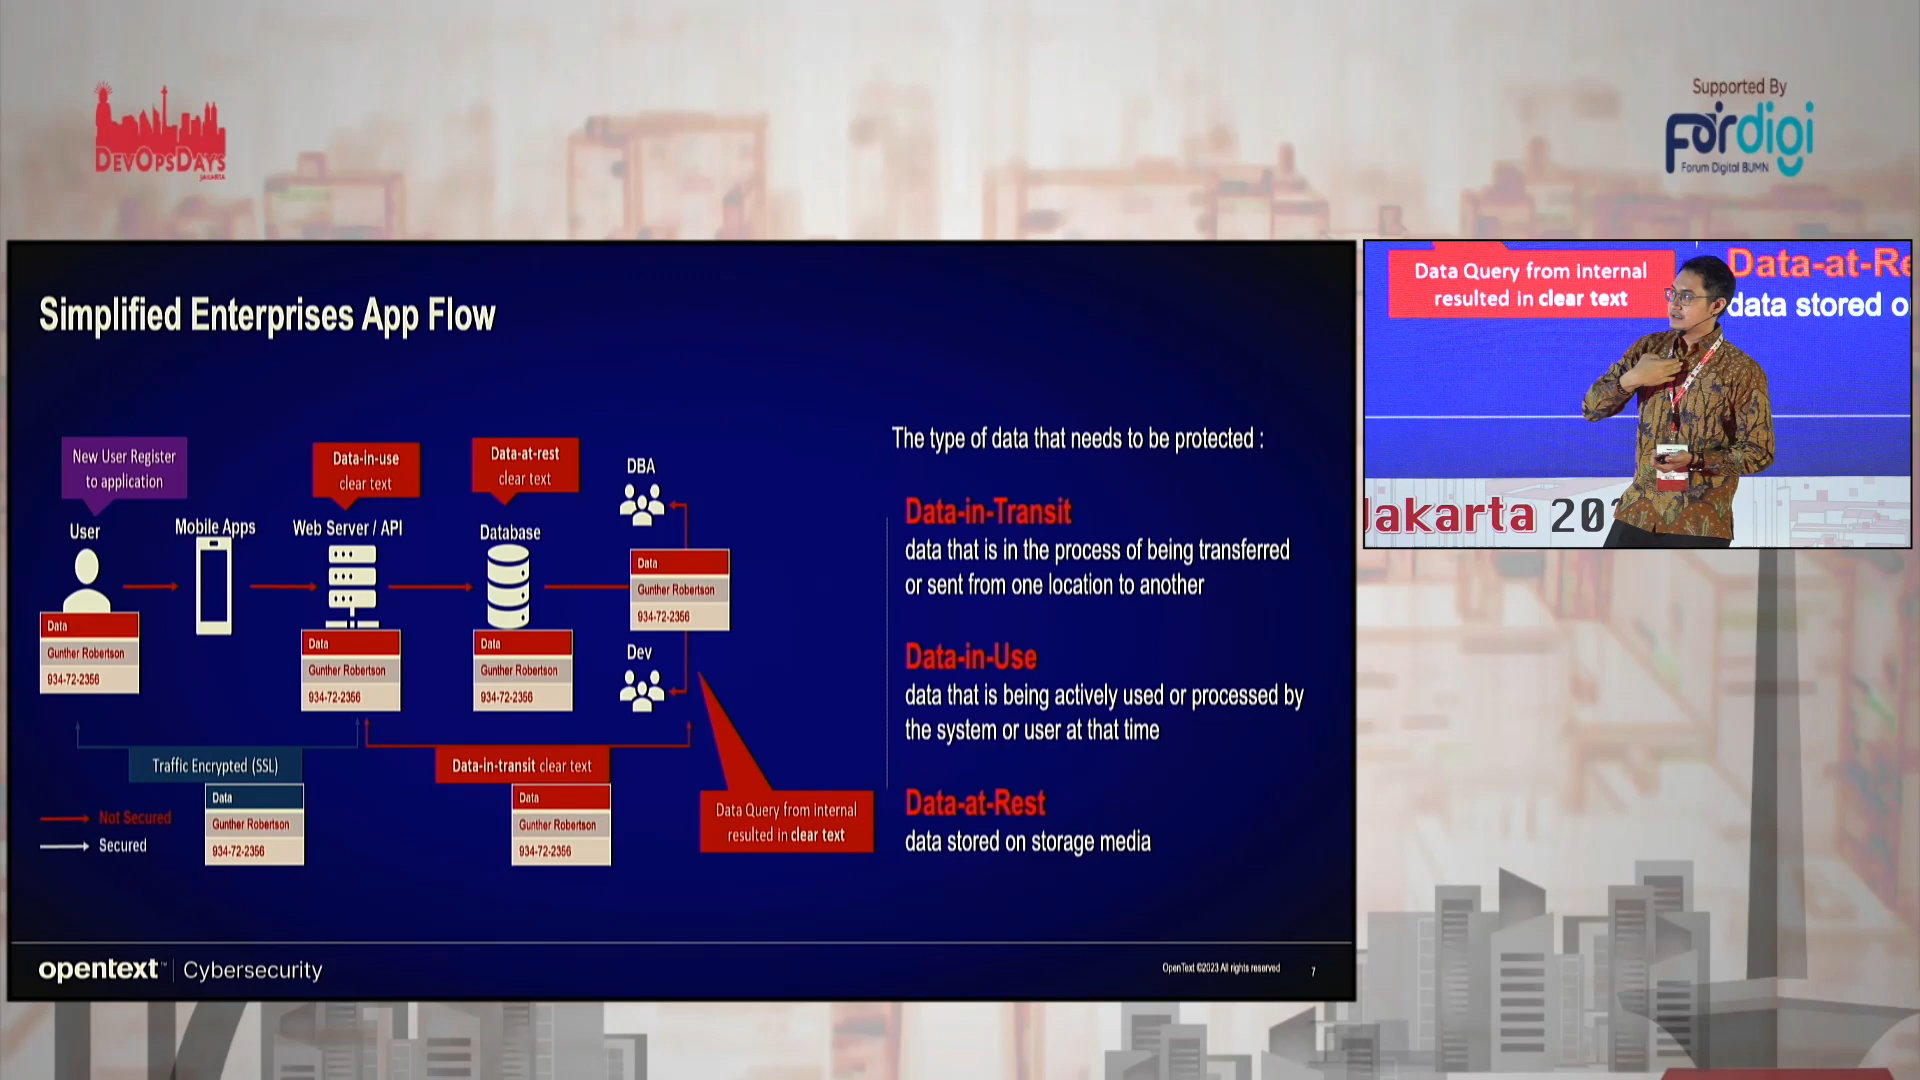 DEVOPSDAYS
JAKARTA
Supported By
Fordigi
Forum Digital BUMN
Simplified Enterprises App Flow
New User Register
to application
Data-in-use
clear text
Data-at-rest
clear text
User
Mobile Apps
Web Server / API
Database
DBA
Data
Gunther Robertson
934-72-2356
Data
Gunther Robertson
934-72-2356
Data
Gunther Robertson
934-72-2356
Data
Gunther Robertson
934-72-2356
Dev
Traffic Encrypted (SSL)
Data
Gunther Robertson
934-72-2356
Data-in-transit clear text
Data
Gunther Robertson
934-72-2356
Data Query from internal
resulted in clear text
Not Secured
Secured
The type of data that needs to be protected :
Data-in-Transit
data that is in the process of being transferred
or sent from one location to another
Data-in-Use
data that is being actively used or processed by
the system or user at that time
Data-at-Rest
data stored on storage media
opentext™ | Cybersecurity
OpenText ©2023 All rights reserved
7
Data Query from internal
resulted in clear text
Data-at-Re
data stored o
Jakarta 20